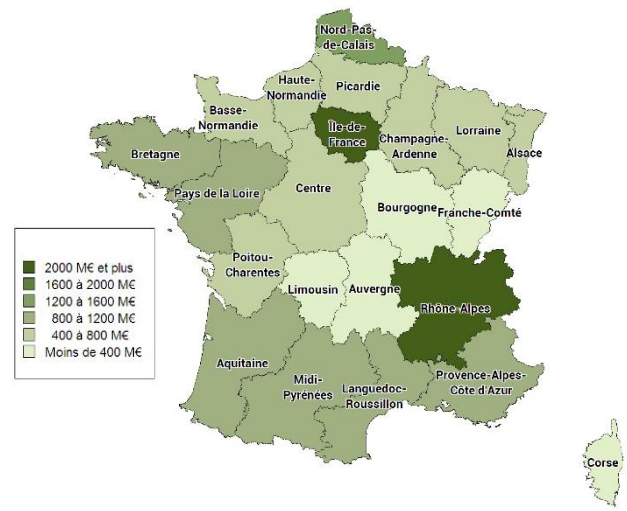 Nord-Pas-
de-Calais
Haute-
Normandie
Picardie
Basse-
Normandie
Île-de-
France
Champagne-
Ardenne
Lorraine
Alsace
Bretagne
Pays de la Loire
Centre
Bourgogne
Franche-Comté
Poitou-
Charentes
Limousin
Auvergne
Rhône-Alpes
2000 M€ et plus
1600 à 2000 M€
1200 à 1600 M€
800 à 1200 M€
400 à 800 M€
Moins de 400 M€
Aquitaine
Midi-
Pyrénées
Languedoc-
Roussillon
Provence-Alpes-
Côte d'Azur
Corse